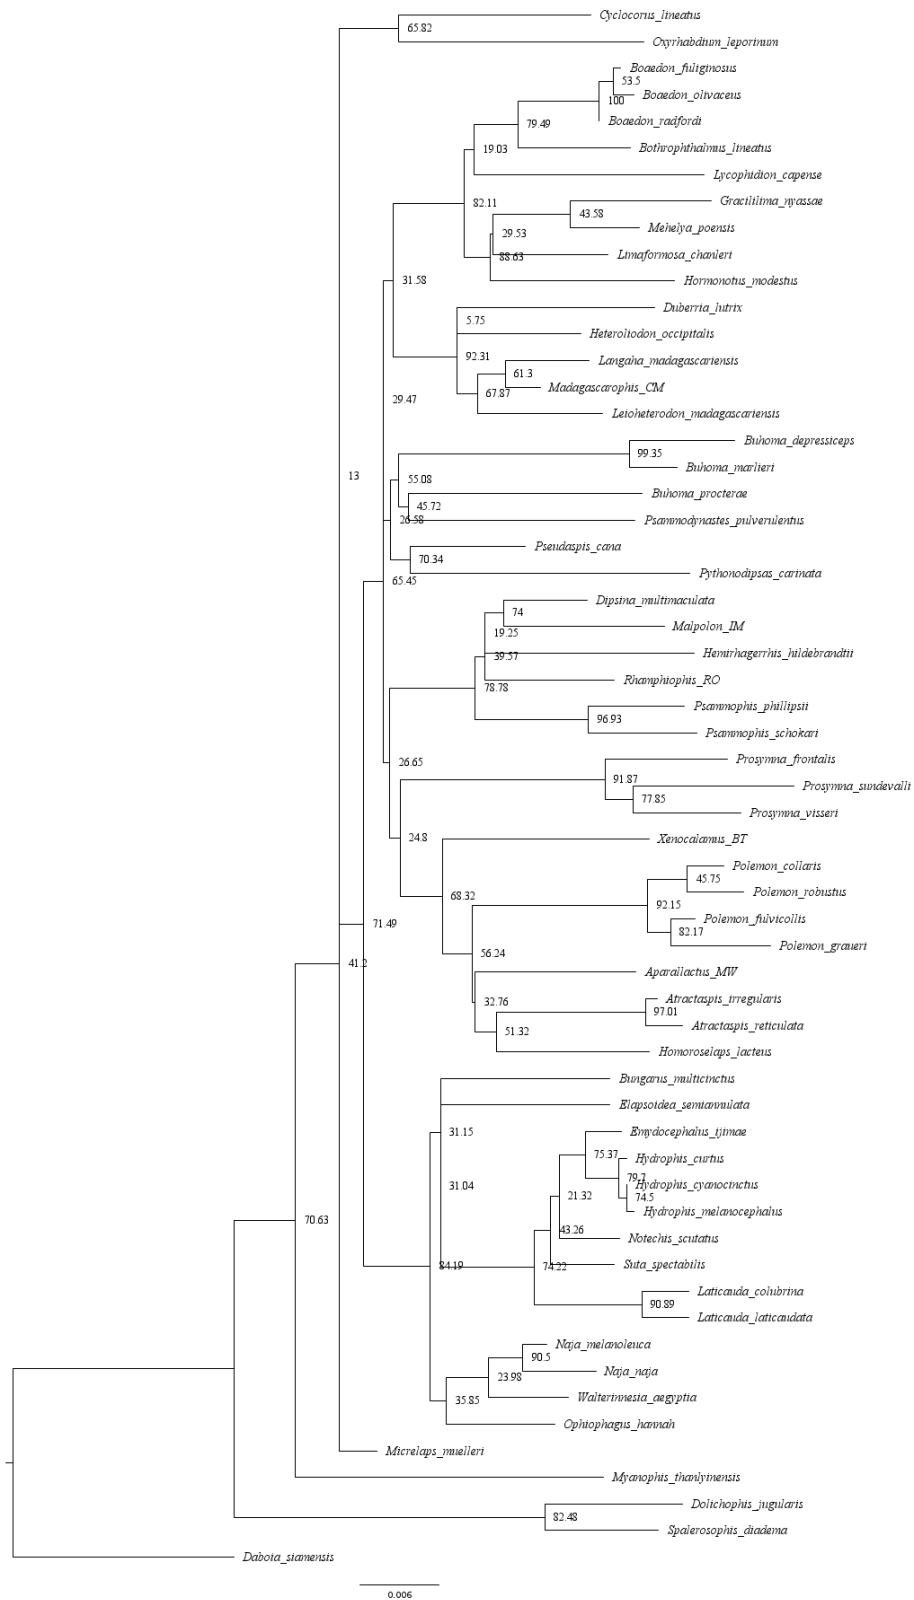 Cyclocorus_lineatus
65.82
Oxyrhabdium_leporinum
Boaedon_fuliginosus
53.5
Boaedon_olivaceus
100
Boaedon_radfordi
79.49
Bothrophthalmus_lineatus
19.03
Lycophidion_capense
82.11
Gracililima_nyassae
43.58
Mehelya_poensis
29.53
Limaformosa_chanleri
88.63
Hormonotus_modestus
31.58
Duberria_lutrix
5.75
Heteroliodon_occipitalis
92.31
Langaha_madagascariensis
61.3
Madagascarophis_CM
67.87
Leioheterodon_madagascariensis
29.47
Buhoma_depressiceps
99.35
Buhoma_marlieri
13
55.08
Buhoma_procterae
45.72
Psammodynastes_pulverulentus
26.58
Pseudaspis_cana
70.34
Pythonodipsas_carinata
65.45
Dipsina_multimaculata
74
Malpolon_IM
19.25
Hemirhagerrhis_hildebrandtii
39.57
Rhamphiophis_RO
78.78
Psammophis_phillipsii
96.93
Psammophis_schokari
Prosymna_frontalis
26.65
91.87
Prosymna_sundevalli
77.85
Prosymna_visseri
24.8
Xenocalamus_BT
Polemon_collaris
45.75
Polemon_robustus
68.32
92.15
Polemon_fulvicollis
71.49
82.17
Polemon_graueri
56.24
41.2
Aparallactus_MW
32.76
Atractaspis_irregularis
97.01
Atractaspis_reticulata
51.32
Homoroselaps_lacteus
Bungarus_multicinctus
Elapsoidea_semiannulata
31.15
Emydocephalus_ijimae
75.37
Hydrophis_curtus
79.7
31.04
Hydrophis_cyanocinctus
21.32
74.5
Hydrophis_melanocephalus
70.63
43.26
Notechis_scutatus
84.19
74.22
Suta_spectabilis
Laticauda_colubrina
90.89
Laticauda_laticaudata
Naja_melanoleuca
90.5
Naja_naja
23.98
Walterinnesia_aegyptia
35.85
Ophiophagus_hannah
Micrelaps_muelleri
Myanophis_thanlyinensis
Dolichophis_jugularis
82.48
Spalerosophis_diadema
Daboia_siamensis
0.006